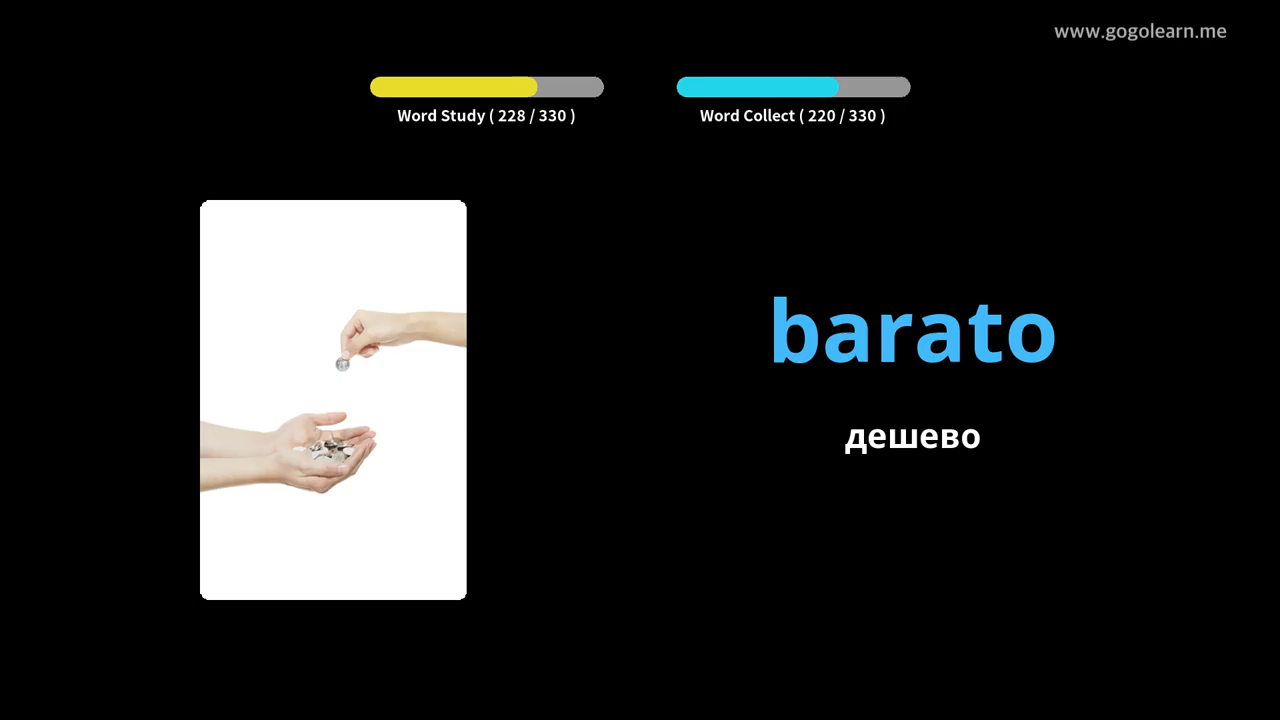 www.gogolearn.me
Word Study ( 228 / 330 )
Word Collect ( 220 / 330 )
barato
дешево